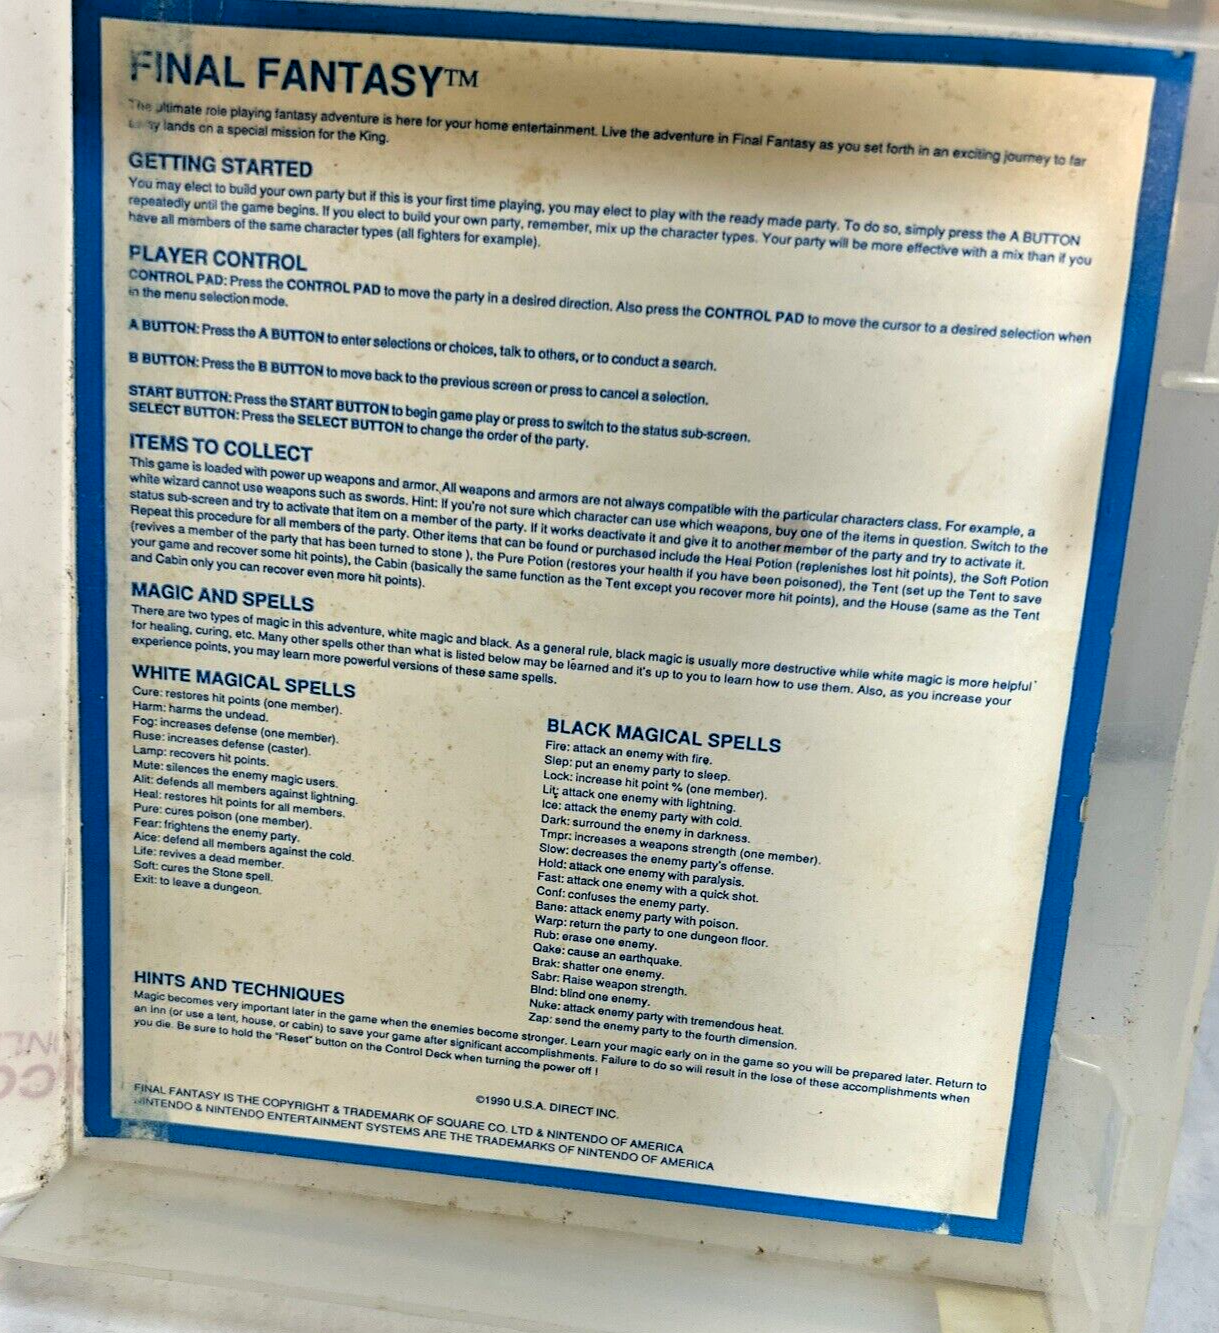 FINAL FANTASY™
The ultimate role playing fantasy adventure is here for your home entertainment. Live the adventure in Final Fantasy as you set forth in an exciting journey to far
lands on a special mission for the King.
GETTING STARTED
You may elect to build your own party but if this is your first time playing, you may elect to play with the ready made party. To do so, simply press the A BUTTON
repeatedly until the game begins. If you elect to build your own party, remember, mix up the character types. Your party will be more effective with a mix than if you
have all mambers of the same character types (all fighters for example).
PLAYER CONTROL
CONTROL PAD: Press the CONTROL PAD to move the party in a desired direction. Also press the CONTROL PAD to move the cursor to a desired selection when
in the menu selection mode.
A BUTTON: Press the A BUTTON to enter selections or choices, talk to others, or to conduct a search.
B BUTTON: Press the B BUTTON to move back to the previous screen or press to cancel a selection.
START BUTTON: Press the START BUTTON to begin game play or press to switch to the status sub-screen.
SELECT BUTTON: Press the SELECT BUTTON to change the order of the party.
ITEMS TO COLLECT
This game is loaded with power up weapons and armor. All weapons and armors are not always compatible with the particular characters class. For example, a
white wizard cannot use weapons such as swords. Hint: If you're not sure which character can use which weapons, buy one of the items in question. Switch to the
status sub-screen and try to activate that item on a member of the party. If it works deactivate it and give it to another member of the party and try to activate it.
Repeat this procedure for all members of the party. Other items that can be found or purchased include the Heal Potion (replenishes lost hit points), the Soft Potion
(revives a member of the party that has been turned to stone ), the Pure Potion (restores your health if you have been poisoned), the Tent (set up the Tent to save
your game and recover some hit points), the Cabin (basically the same function as the Tent except you recover more hit points), and the House (same as the Tent
and Cabin only you can recover even more hit points).
MAGIC AND SPELLS
There are two types of magic in this adventure, white magic and black. As a general rule, black magic is usually more destructive while white magic is more helpful
for healing, curing, etc. Many other spells other than what is listed below may be learned and it's up to you to learn how to use them. Also, as you increase your
experience points, you may learn more powerful versions of these same spells.
WHITE MAGICAL SPELLS
Cure: restores hit points (one member).
Harm: harms the undead.
Fog: increases defense (one member).
Ruse: increases defense (caster).
Lamp: recovers hit points.
Mute: silences the enemy magic users.
Alit: defends all members against lightning.
Heal: restores hit points for all members.
Pure: cures poison (one member).
Fear: frightens the enemy party.
Aice: defend all members against the cold.
Life: revives a dead member.
Soft: cures the Stone spell.
Exit: to leave a dungeon.
BLACK MAGICAL SPELLS
Fire: attack an enemy with fire.
Slep: put an enemy party to sleep.
Lock: increase hit point % (one member).
Lit: attack one enemy with lightning.
Ice: attack the enemy party with cold.
Dark: surround the enemy in darkness.
Tmpr: increases a weapons strength (one member).
Slow: decreases the enemy party's offense.
Hold: attack one enemy with paralysis.
Fast: attack one enemy with a quick shot.
Conf: confuses the enemy party.
Bane: attack enemy party with poison.
Warp: return the party to one dungeon floor.
Rub: erase one enemy.
Qake: cause an earthquake.
Brak: shatter one enemy.
Sabr: Raise weapon strength.
Blnd: blind one enemy.
Nuke: attack enemy party with tremendous heat.
Zap: send the enemy party to the fourth dimension.
HINTS AND TECHNIQUES
Magic becomes very important later in the game when the enemies become stronger. Learn your magic early on in the game so you will be prepared later. Return to
an Inn (or use a tent, house, or cabin) to save your game after significant accomplishments. Failure to do so will result in the lose of these accomplishments when
you die. Be sure to hold the "Reset" button on the Control Deck when turning the power off !
©1990 U.S.A. DIRECT INC.
FINAL FANTASY IS THE COPYRIGHT & TRADEMARK OF SQUARE CO. LTD & NINTENDO OF AMERICA
NINTENDO & NINTENDO ENTERTAINMENT SYSTEMS ARE THE TRADEMARKS OF NINTENDO OF AMERICA